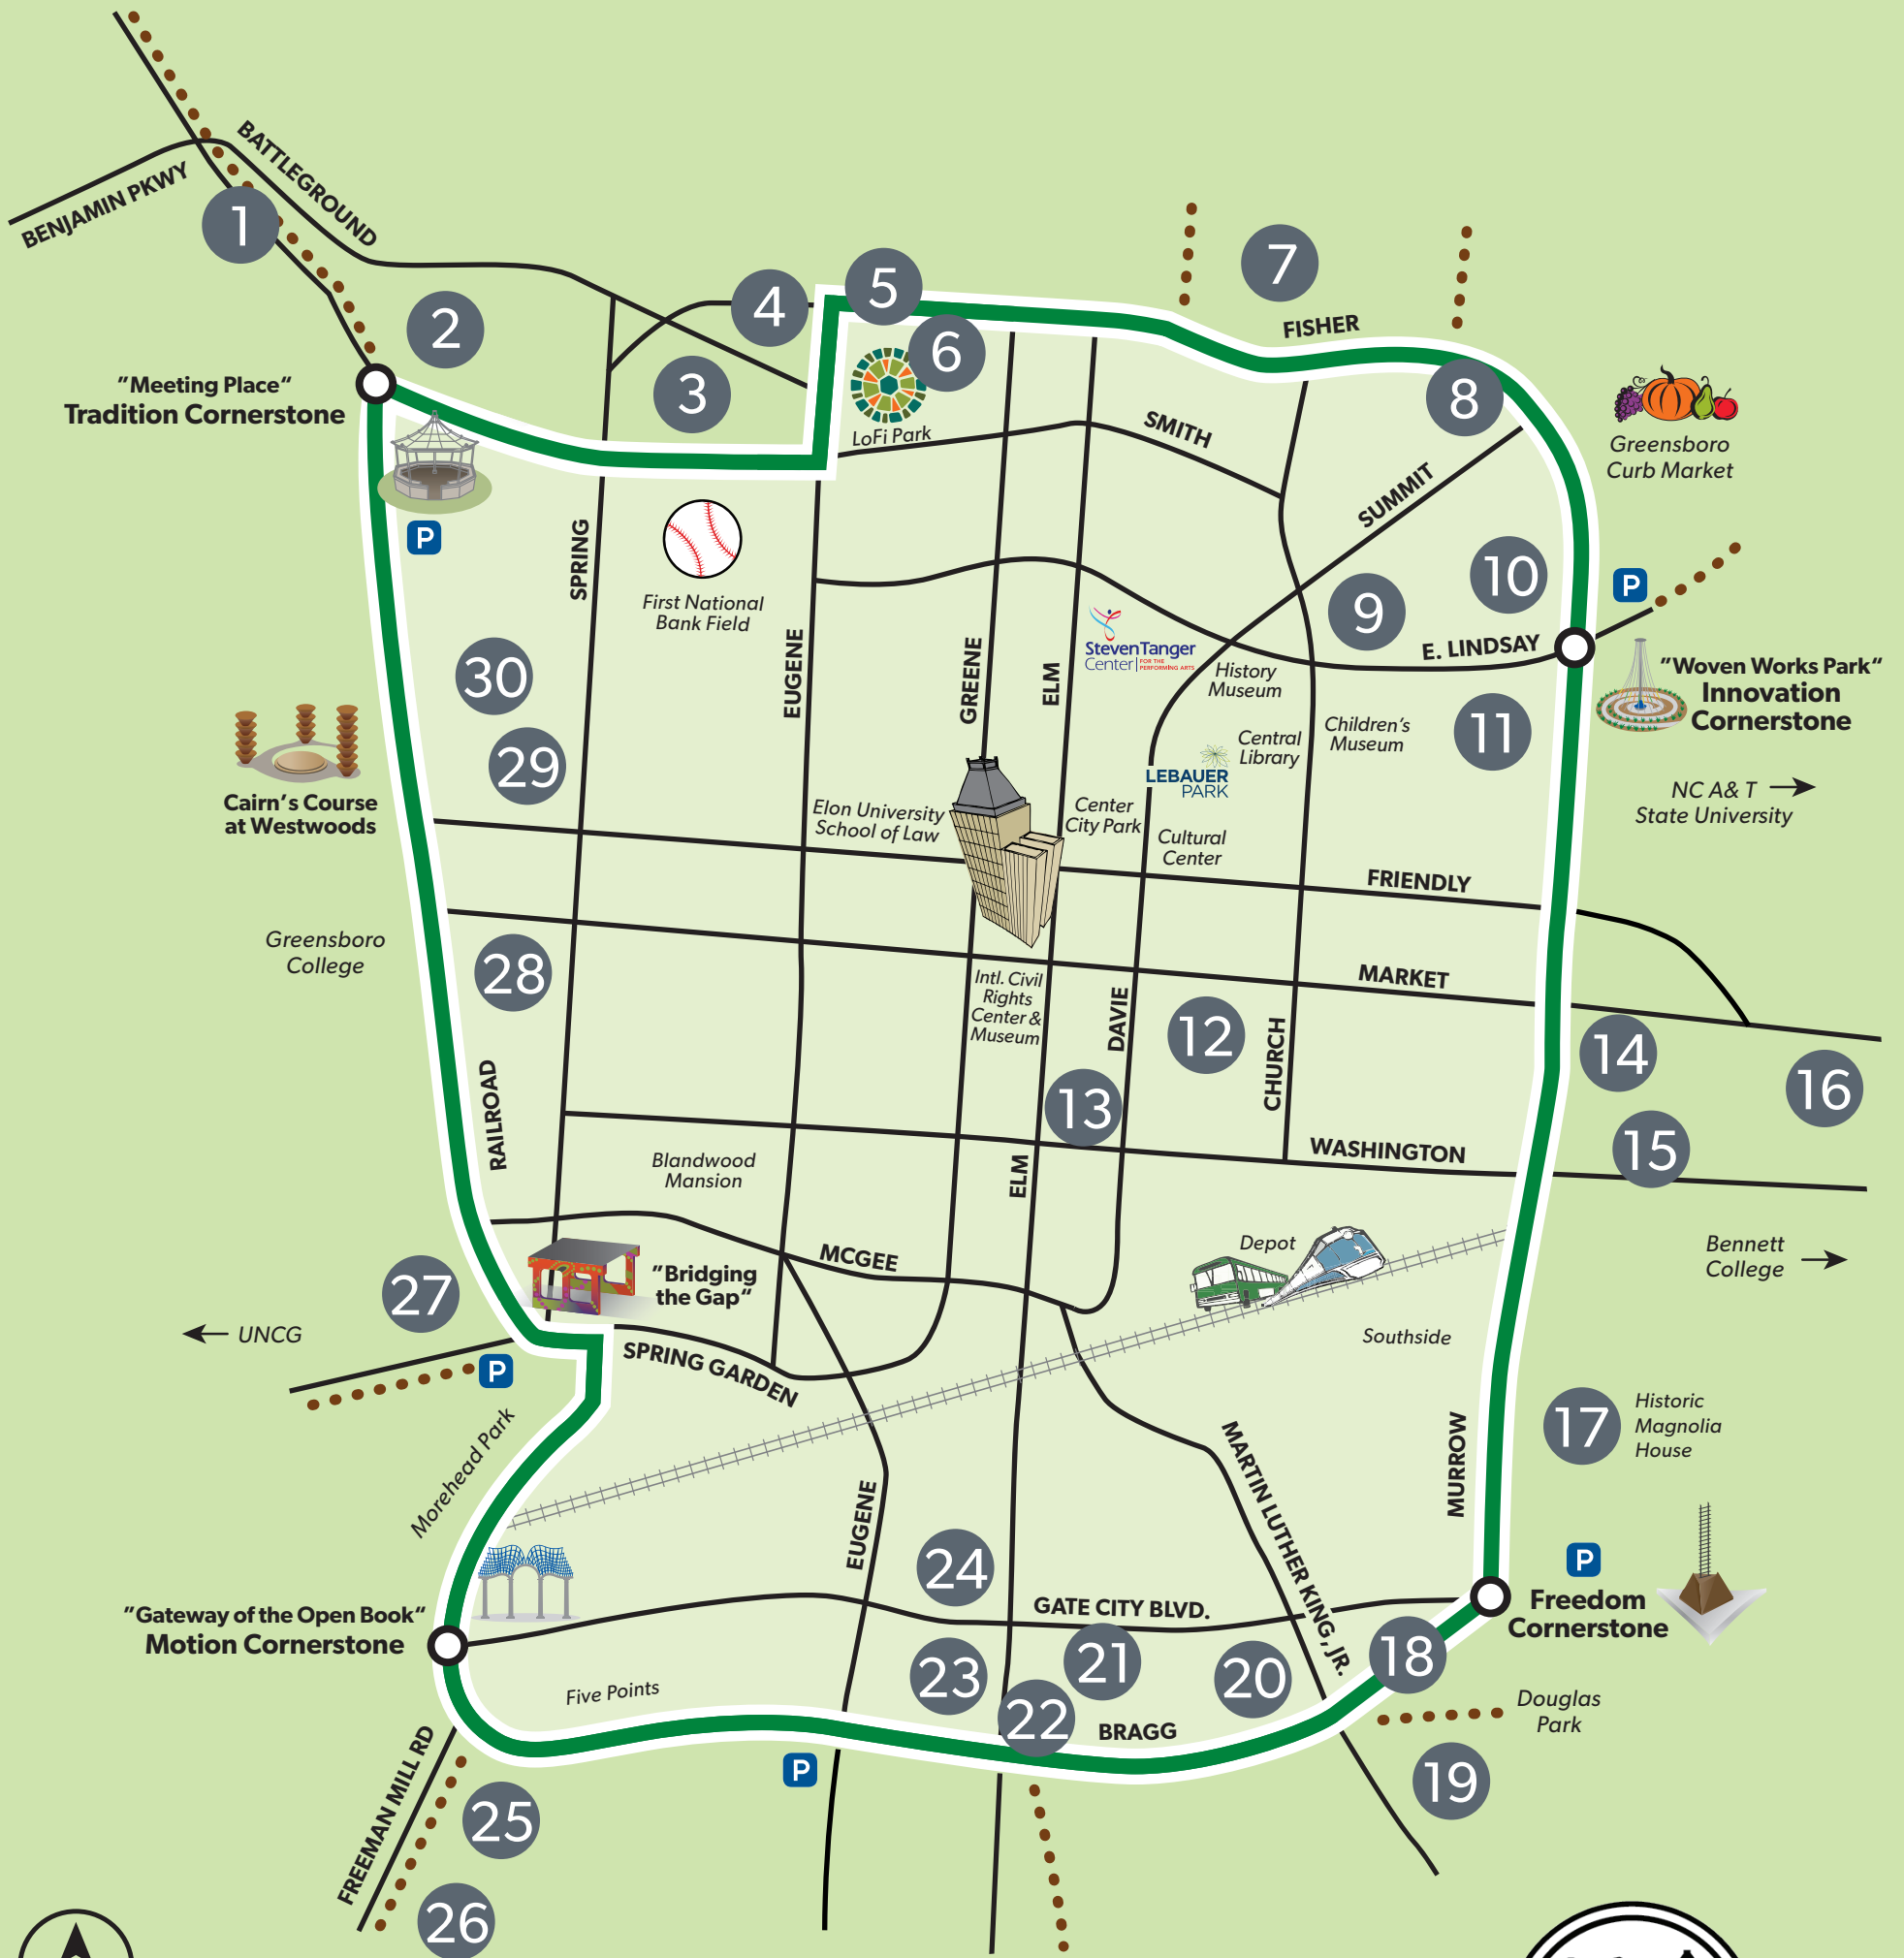 BATTLEGROUND
BENJAMIN PKWY
1
2
3
4
5
6
7
8
FISHER
"Meeting Place"
Tradition Cornerstone
LoFi Park
SMITH
SUMMIT
Greensboro
Curb Market
P
SPRING
First National
Bank Field
EUGENE
GREENE
ELM
Steven Tanger
Center FOR THE
PERFORMING ARTS
9
10
P
E. LINDSAY
"Woven Works Park"
Innovation
Cornerstone
History
Museum
Children's
Museum
Central
Library
11
LEBAUER
PARK
30
29
Cairn's Course
at Westwoods
Elon University
School of Law
Center
City Park
Cultural
Center
NC A& T
State University
FRIENDLY
Greensboro
College
28
MARKET
Intl. Civil
Rights
Center &
Museum
DAVIE
12
CHURCH
13
14
16
15
RAILROAD
WASHINGTON
Blandwood
Mansion
ELM
"Bridging
the Gap"
MCGEE
Depot
Bennett
College
27
UNCG
P
SPRING GARDEN
Southside
Morehead Park
MURROW
17
Historic
Magnolia
House
MARTIN LUTHER KING, JR.
EUGENE
24
P
Freedom
Cornerstone
"Gateway of the Open Book"
Motion Cornerstone
GATE CITY BLVD.
23
21
20
18
22
Five Points
BRAGG
Douglas
Park
P
19
FREEMAN MILL RD
25
26